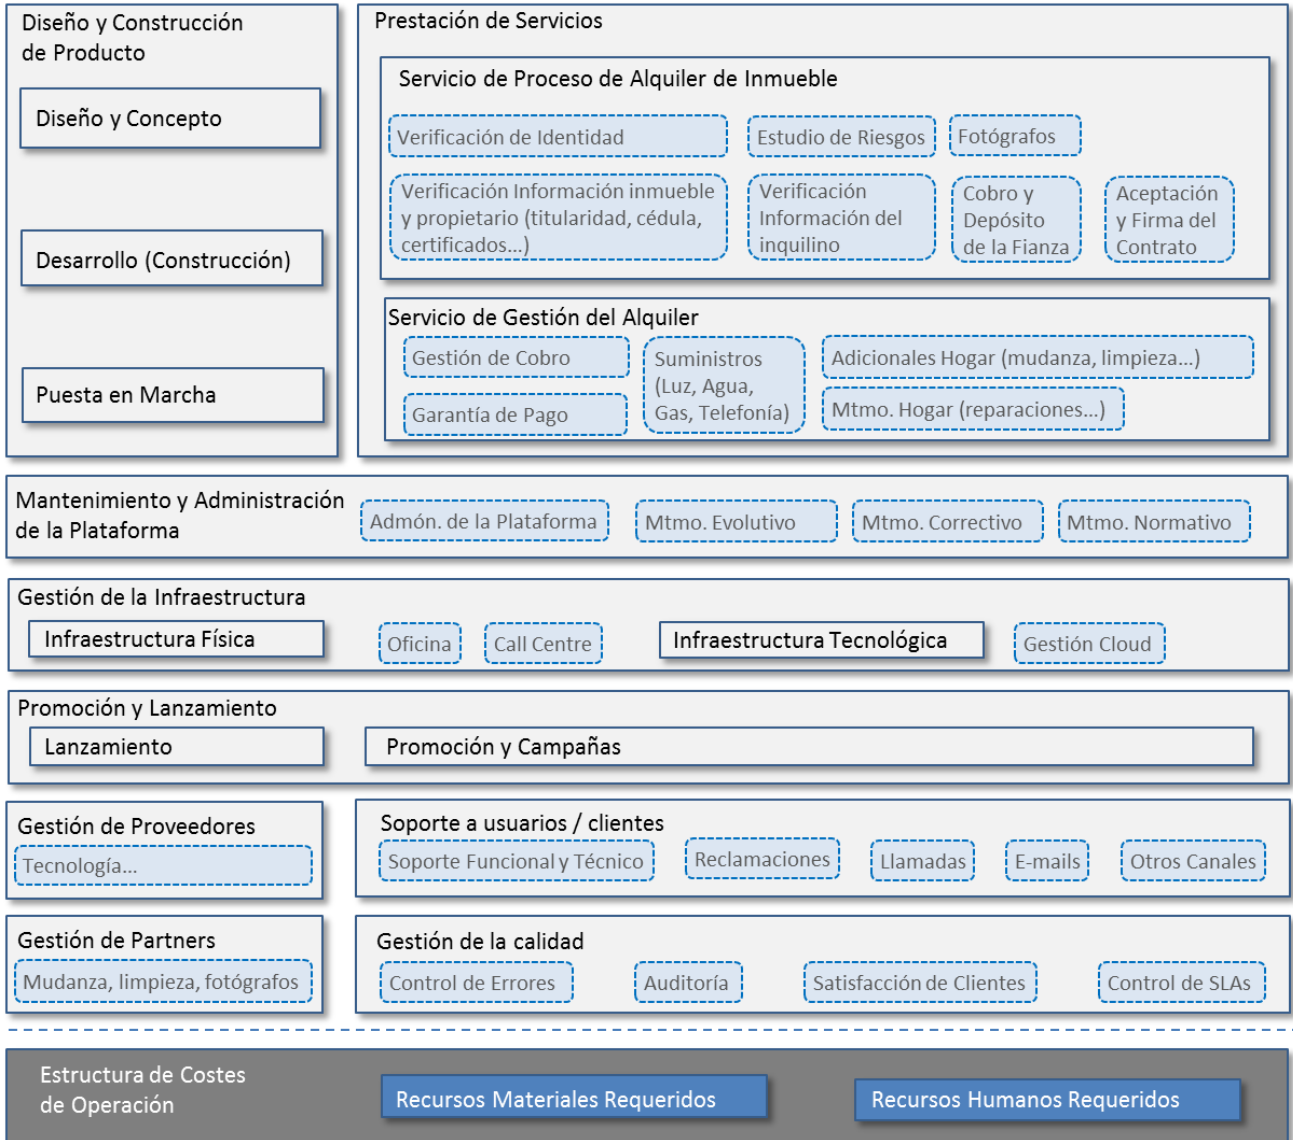 Diseño y Construcción
de Producto
Diseño y Concepto
Desarrollo (Construcción)
Puesta en Marcha
Prestación de Servicios
Servicio de Proceso de Alquiler de Inmueble
Verificación de Identidad
Estudio de Riesgos
Fotógrafos
Verificación Información inmueble
y propietario (titularidad, cédula,
certificados...)
Verificación
Información del
inquilino
Cobro y
Depósito
de la Fianza
Aceptación
y Firma del
Contrato
Servicio de Gestión del Alquiler
Gestión de Cobro
Garantía de Pago
Suministros
(Luz, Agua,
Gas, Telefonía)
Adicionales Hogar (mudanza, limpieza...)
Mtmo. Hogar (reparaciones...)
Mantenimiento y Administración
de la Plataforma
Admón. de la Plataforma
Mtmo. Evolutivo
Mtmo. Correctivo
Mtmo. Normativo
Gestión de la Infraestructura
Infraestructura Física
Oficina
Call Centre
Infraestructura Tecnológica
Gestión Cloud
Promoción y Lanzamiento
Lanzamiento
Promoción y Campañas
Gestión de Proveedores
Tecnología...
Soporte a usuarios / clientes
Soporte Funcional y Técnico
Reclamaciones
Llamadas
E-mails
Otros Canales
Gestión de Partners
Mudanza, limpieza, fotógrafos
Gestión de la calidad
Control de Errores
Auditoría
Satisfacción de Clientes
Control de SLAs
Estructura de Costes
de Operación
Recursos Materiales Requeridos
Recursos Humanos Requeridos